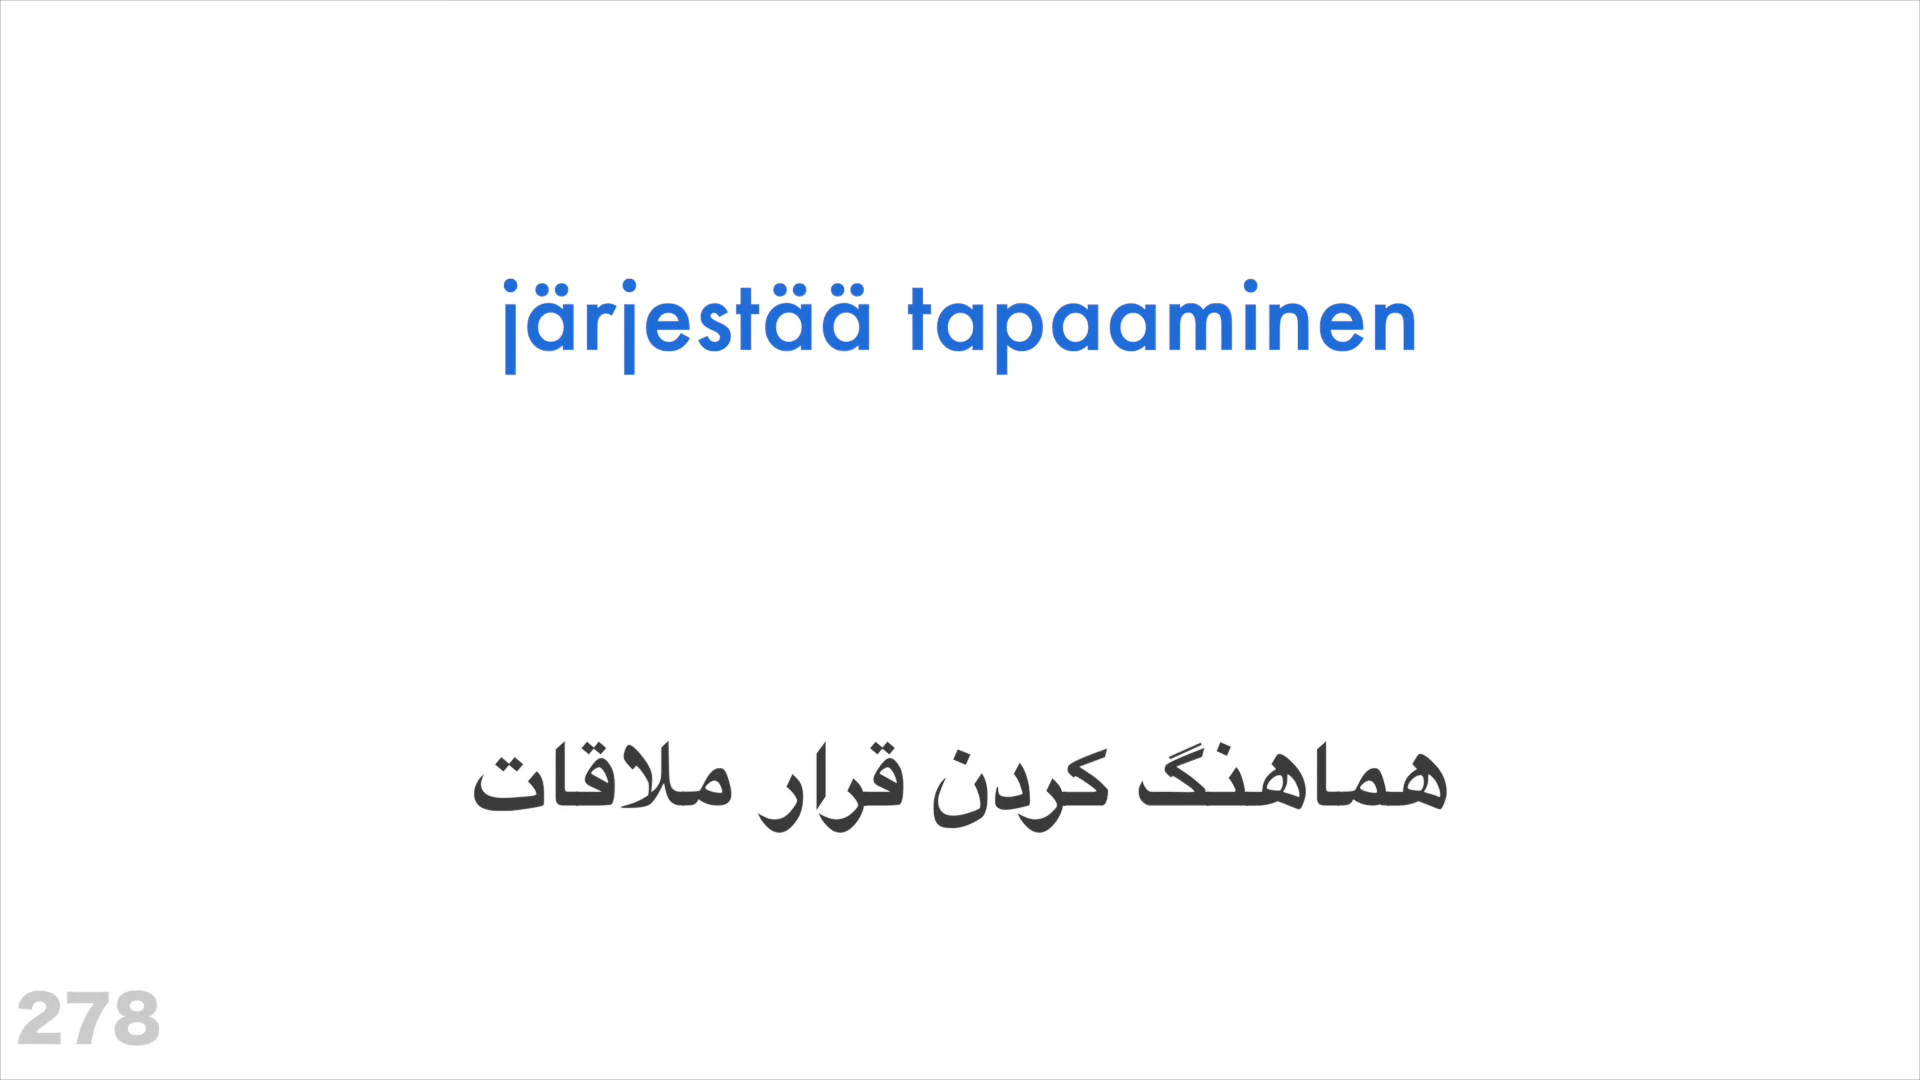 järjestää tapaaminen
هماهنگ کردن قرار ملاقات
278